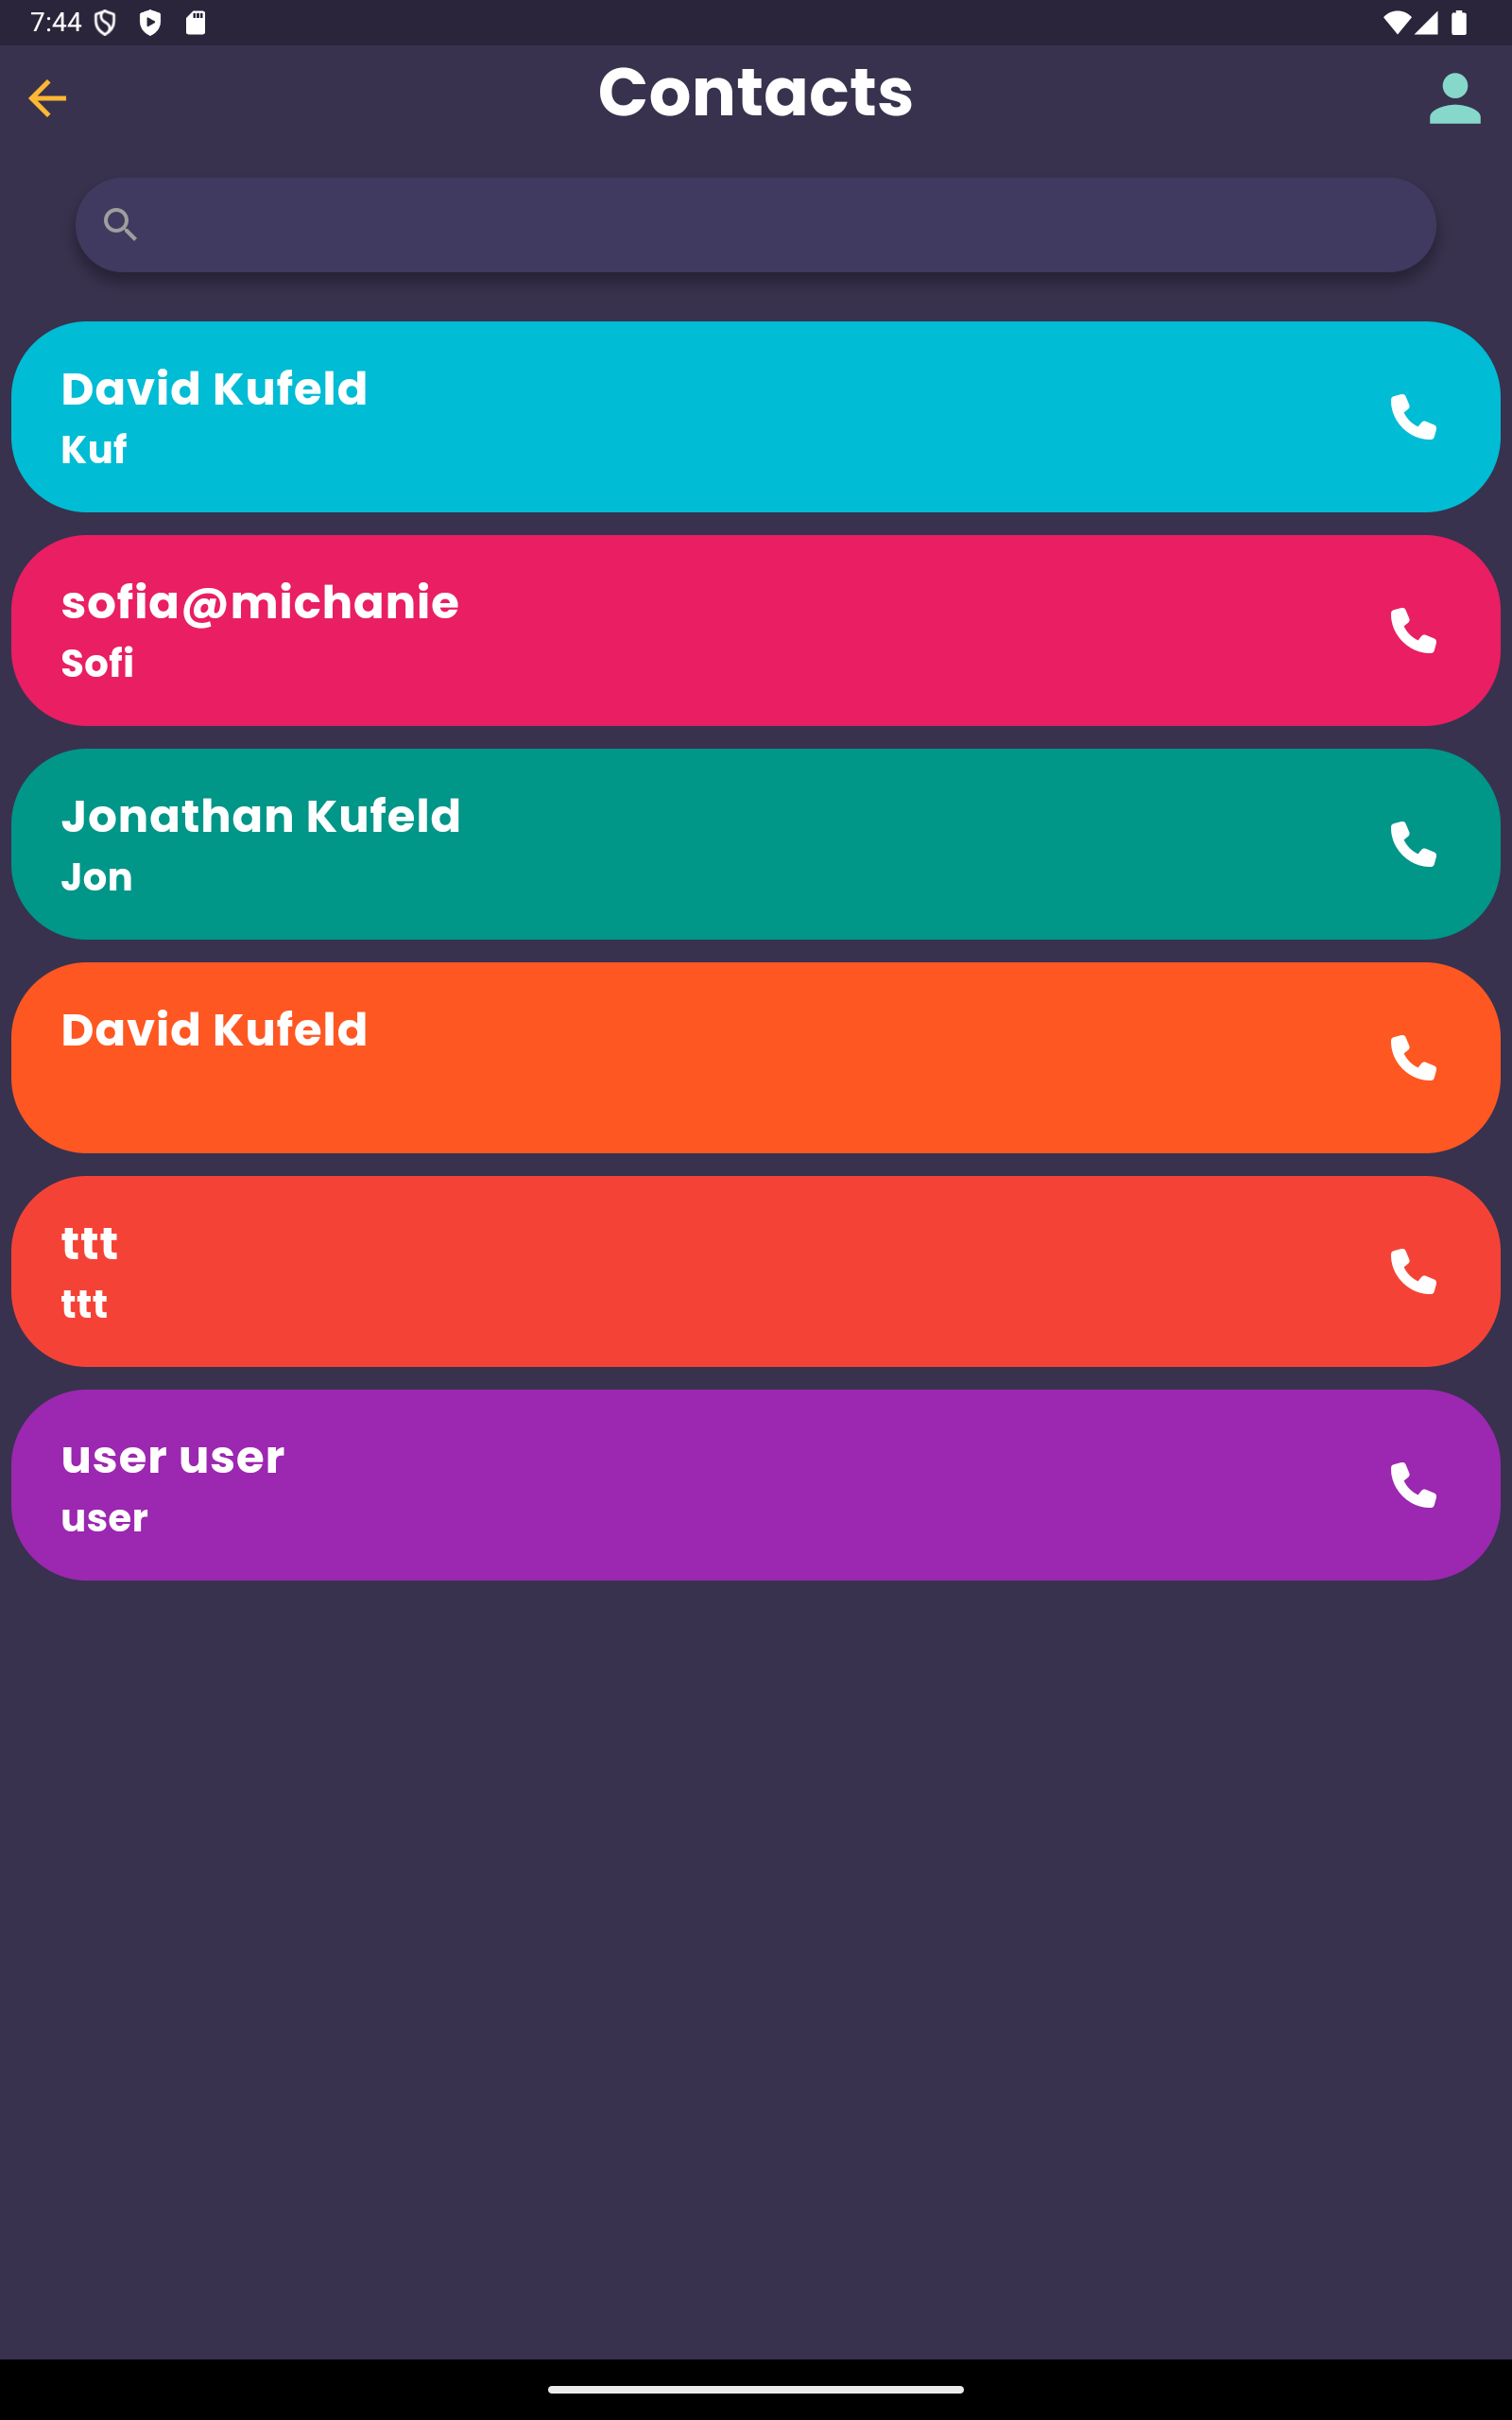 7:44
Contacts
David Kufeld
Kuf
sofia@michanie
Sofi
Jonathan Kufeld
Jon
David Kufeld
ttt
ttt
user user
user